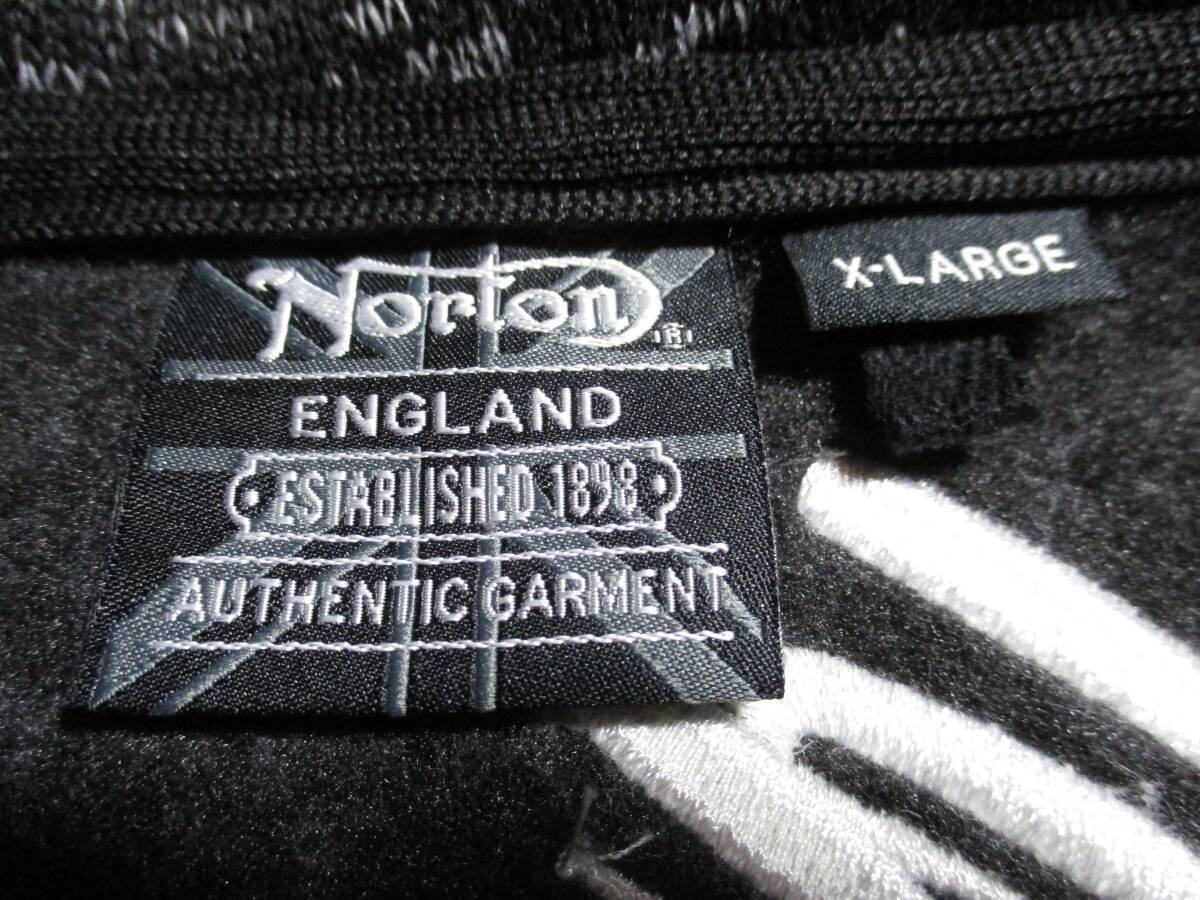 Norton ®
ENGLAND
ESTABLISHED 1898
AUTHENTIC GARMENT
X-LARGE